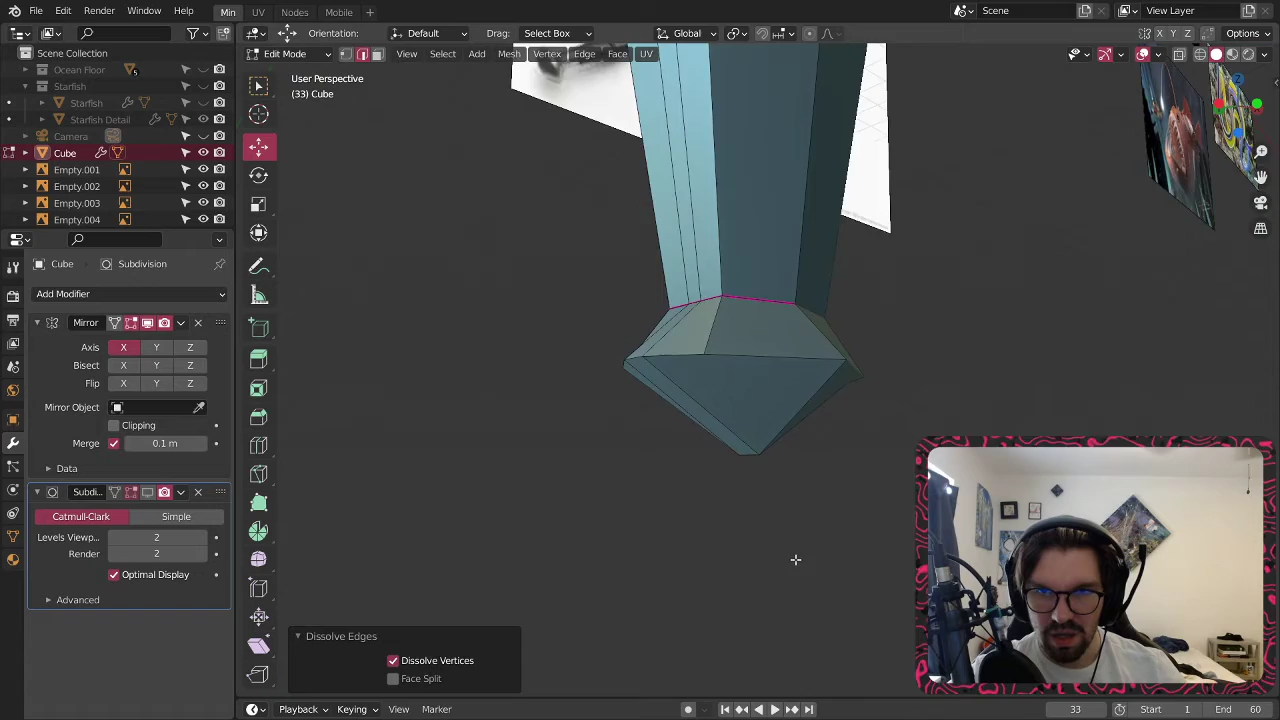 File Edit Render Window Help Min UV Nodes Mobile + Scene View Layer
Orientation: Default Drag: Select Box Global X Y Z Options
Edit Mode View Select Add Mesh Vertex Edge Face UV
Scene Collection
Ocean Floor 5
Starfish
Starfish
Starfish Detail
Camera
Cube
Empty.001
Empty.002
Empty.003
Empty.004
User Perspective
(33) Cube
Z
Cube Subdivision
Add Modifier
Mirror
Axis X Y Z
Bisect X Y Z
Flip X Y Z
Mirror Object
Clipping
Merge 0.1 m
Data
Subdi...
Catmull-Clark Simple
Levels Viewp... 2
Render 2
Optimal Display
Advanced
Dissolve Edges
Dissolve Vertices
Face Split
Playback Keying View Marker 33 Start 1 End 60